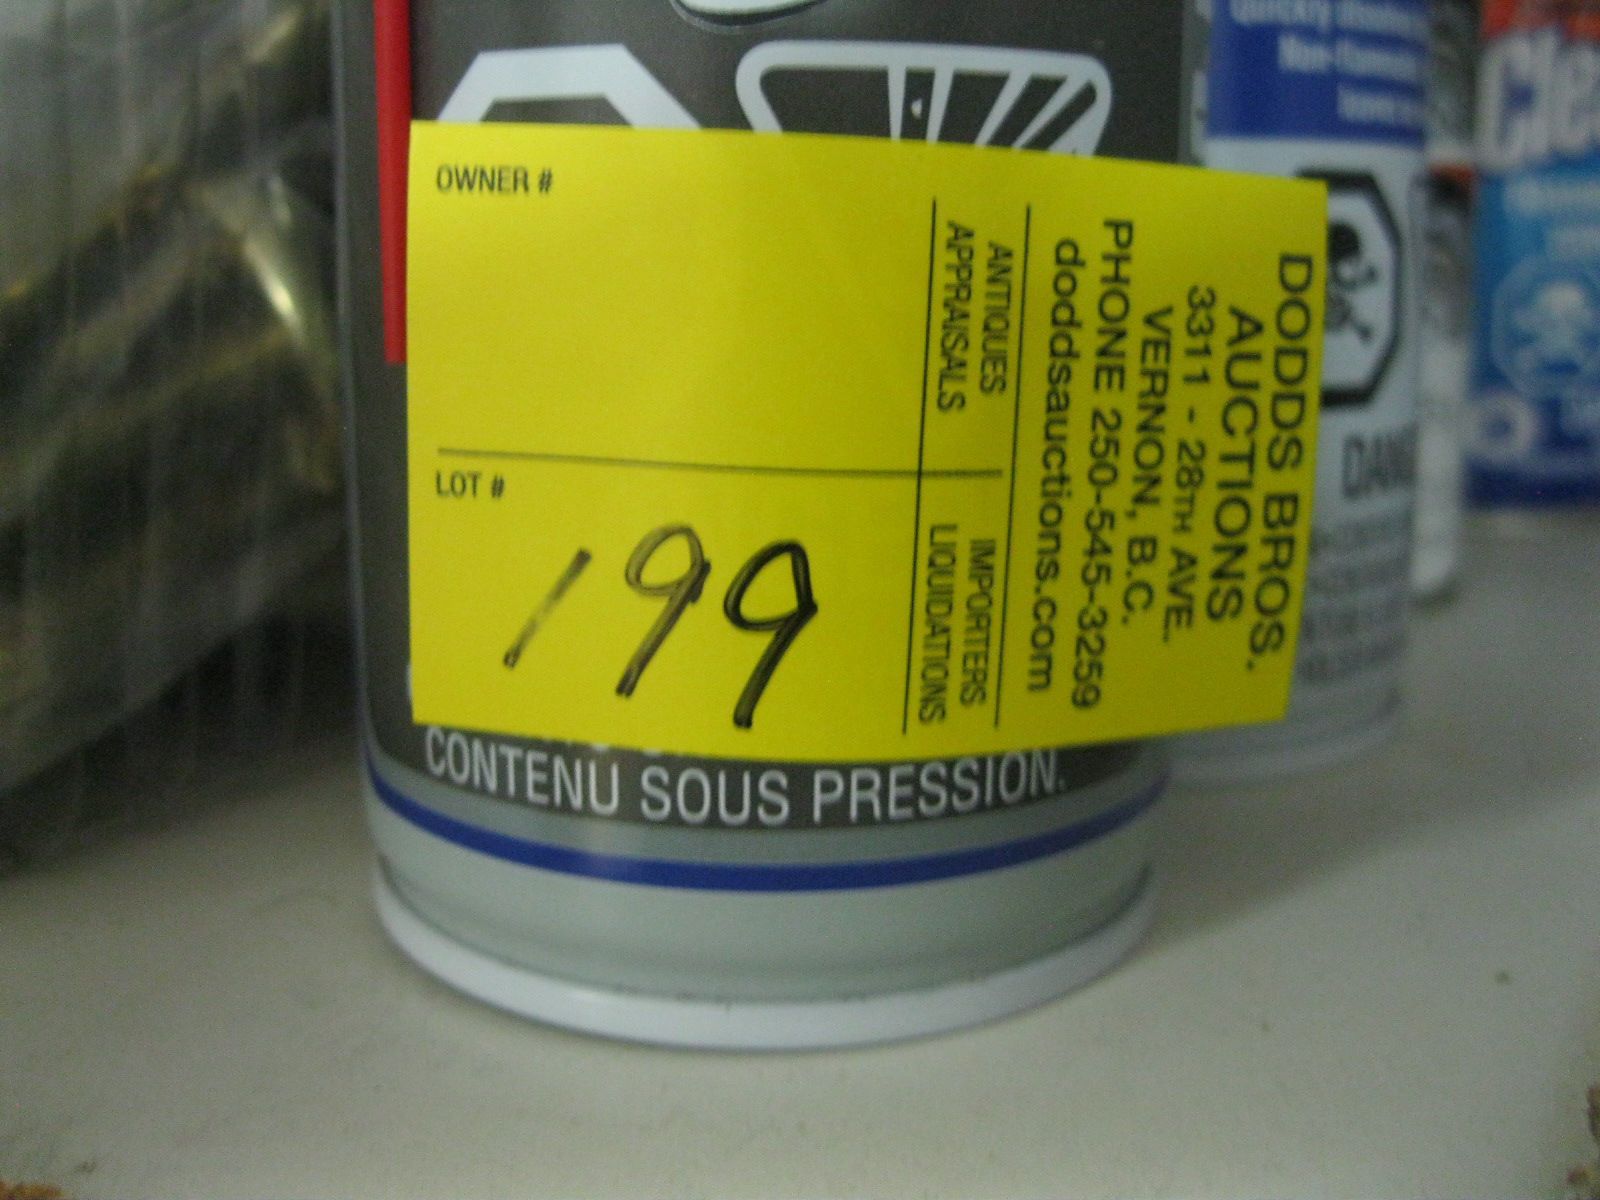 OWNER #
LOT #
199
ANTIQUES IMPORTERS
APPRAISALS LIQUIDATIONS
DODDS BROS.
AUCTIONS
3311 - 28TH AVE.
VERNON, B.C.
PHONE 250-545-3259
doddsauctions.com
CONTENU SOUS PRESSION.